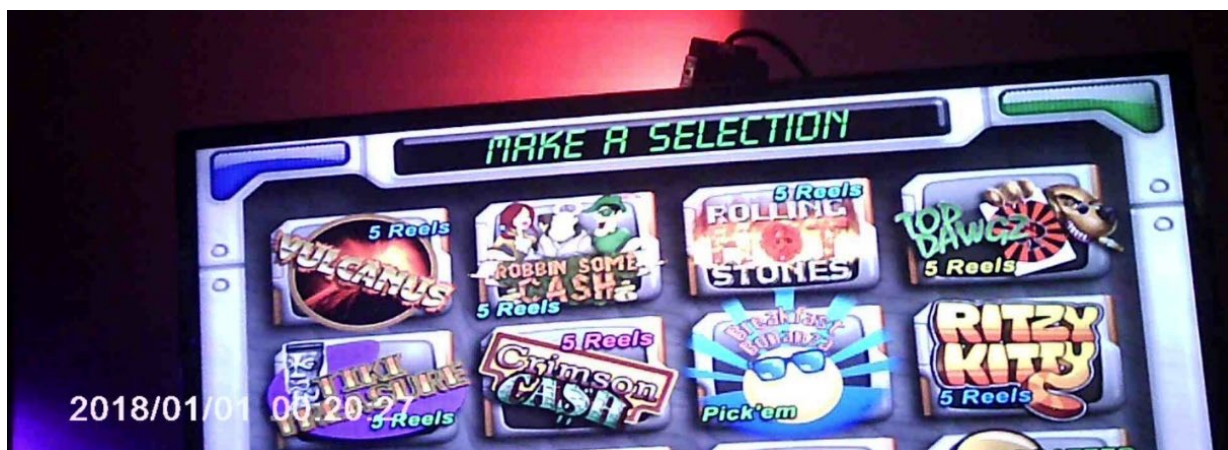 MAKE A SELECTION
5 Reels
VULCANUS
ROBBIN SOME
CASH
5 Reels
5 Reels
ROLLING
HOT
STONES
TOP
DAWGZ
5 Reels
TIKI
5 Reels
5 Reels
Crimson
CASH
Breakfast
Bonanza
Pick'em
RITZY
KITTY
5 Reels
2018/01/01 00:20:27